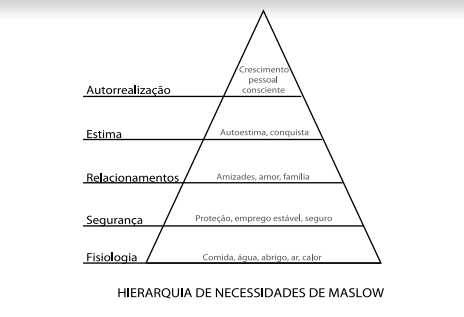 Crescimento
pessoal
consciente
Autorrealização
Estima
Autoestima, conquista
Relacionamentos
Amizades, amor, família
Segurança
Proteção, emprego estável, seguro
Fisiologia
Comida, água, abrigo, ar, calor
HIERARQUIA DE NECESSIDADES DE MASLOW